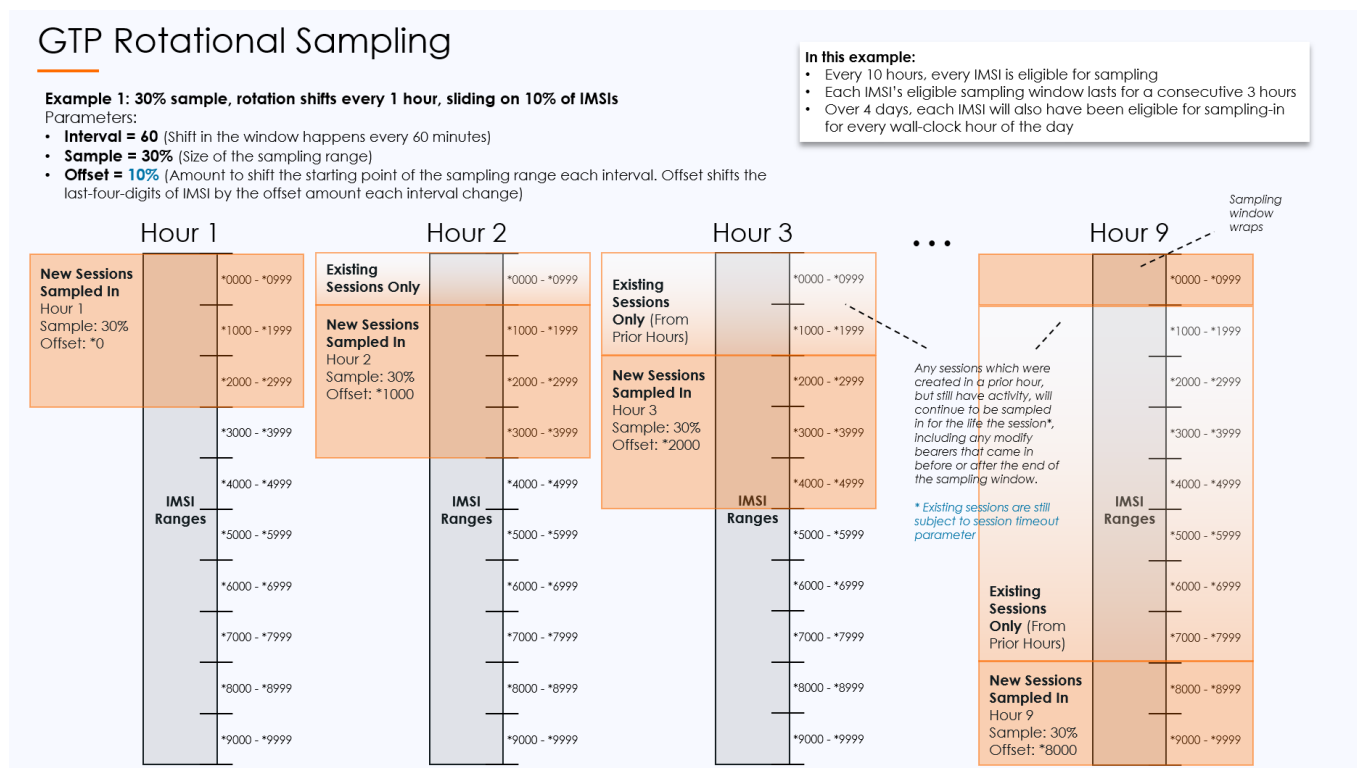 GTP Rotational Sampling
In this example:
• Every 10 hours, every IMSI is eligible for sampling
• Each IMSI's eligible sampling window lasts for a consecutive 3 hours
• Over 4 days, each IMSI will also have been eligible for sampling-in
for every wall-clock hour of the day
Example 1: 30% sample, rotation shifts every 1 hour, sliding on 10% of IMSIs
Parameters:
• Interval = 60 (Shift in the window happens every 60 minutes)
• Sample = 30% (Size of the sampling range)
• Offset = 10% (Amount to shift the starting point of the sampling range each interval. Offset shifts the
last-four-digits of IMSI by the offset amount each interval change)
Hour 1
New Sessions
Sampled In
Hour 1
Sample: 30%
Offset: *0
IMSI
Ranges
*0000 - *0999
*1000 - *1999
*2000 - *2999
*3000 - *3999
*4000 - *4999
*5000 - *5999
*6000 - *6999
*7000 - *7999
*8000 - *8999
*9000 - *9999
Hour 2
Existing
Sessions Only
New Sessions
Sampled In
Hour 2
Sample: 30%
Offset: *1000
IMSI
Ranges
*0000 - *0999
*1000 - *1999
*2000 - *2999
*3000 - *3999
*4000 - *4999
*5000 - *5999
*6000 - *6999
*7000 - *7999
*8000 - *8999
*9000 - *9999
Hour 3
Existing
Sessions
Only (From
Prior Hours)
New Sessions
Sampled In
Hour 3
Sample: 30%
Offset: *2000
IMSI
Ranges
*0000 - *0999
*1000 - *1999
*2000 - *2999
*3000 - *3999
*4000 - *4999
*5000 - *5999
*6000 - *6999
*7000 - *7999
*8000 - *8999
*9000 - *9999
...
Any sessions which were
created in a prior hour,
but still have activity, will
continue to be sampled
in for the life the session*,
including any modify
bearers that came in
before or after the end of
the sampling window.
* Existing sessions are still
subject to session timeout
parameter
Hour 9
Sampling
window
wraps
Existing
Sessions
Only (From
Prior Hours)
New Sessions
Sampled In
Hour 9
Sample: 30%
Offset: *8000
IMSI
Ranges
*0000 - *0999
*1000 - *1999
*2000 - *2999
*3000 - *3999
*4000 - *4999
*5000 - *5999
*6000 - *6999
*7000 - *7999
*8000 - *8999
*9000 - *9999